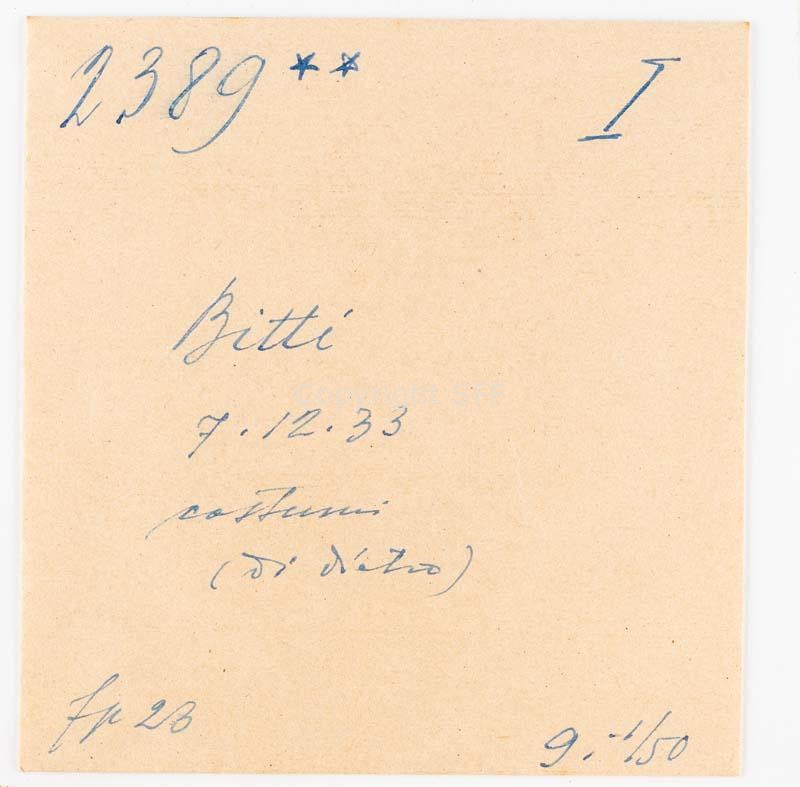 2389 ** I
Bitti
7.12.33
costumi
(di dietro)
fp 23
9.-1/50